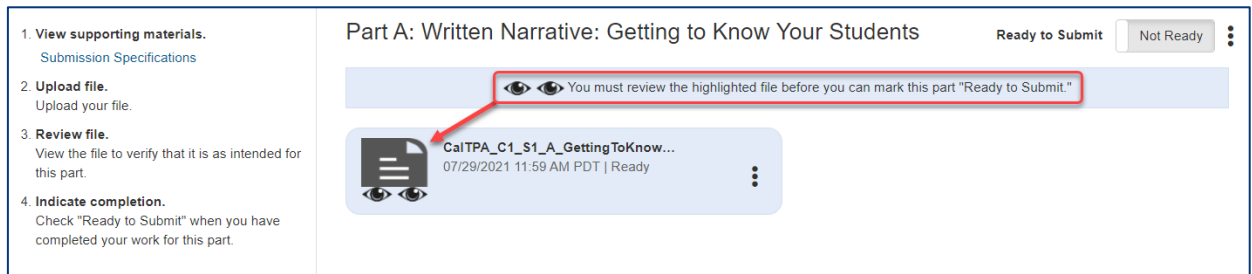 1. View supporting materials.
Submission Specifications
2. Upload file.
Upload your file.
3. Review file.
View the file to verify that it is as intended for
this part.
4. Indicate completion.
Check "Ready to Submit" when you have
completed your work for this part.
Part A: Written Narrative: Getting to Know Your Students
Ready to Submit
Not Ready
You must review the highlighted file before you can mark this part "Ready to Submit."
CalTPA_C1_S1_A_GettingToKnow...
07/29/2021 11:59 AM PDT | Ready